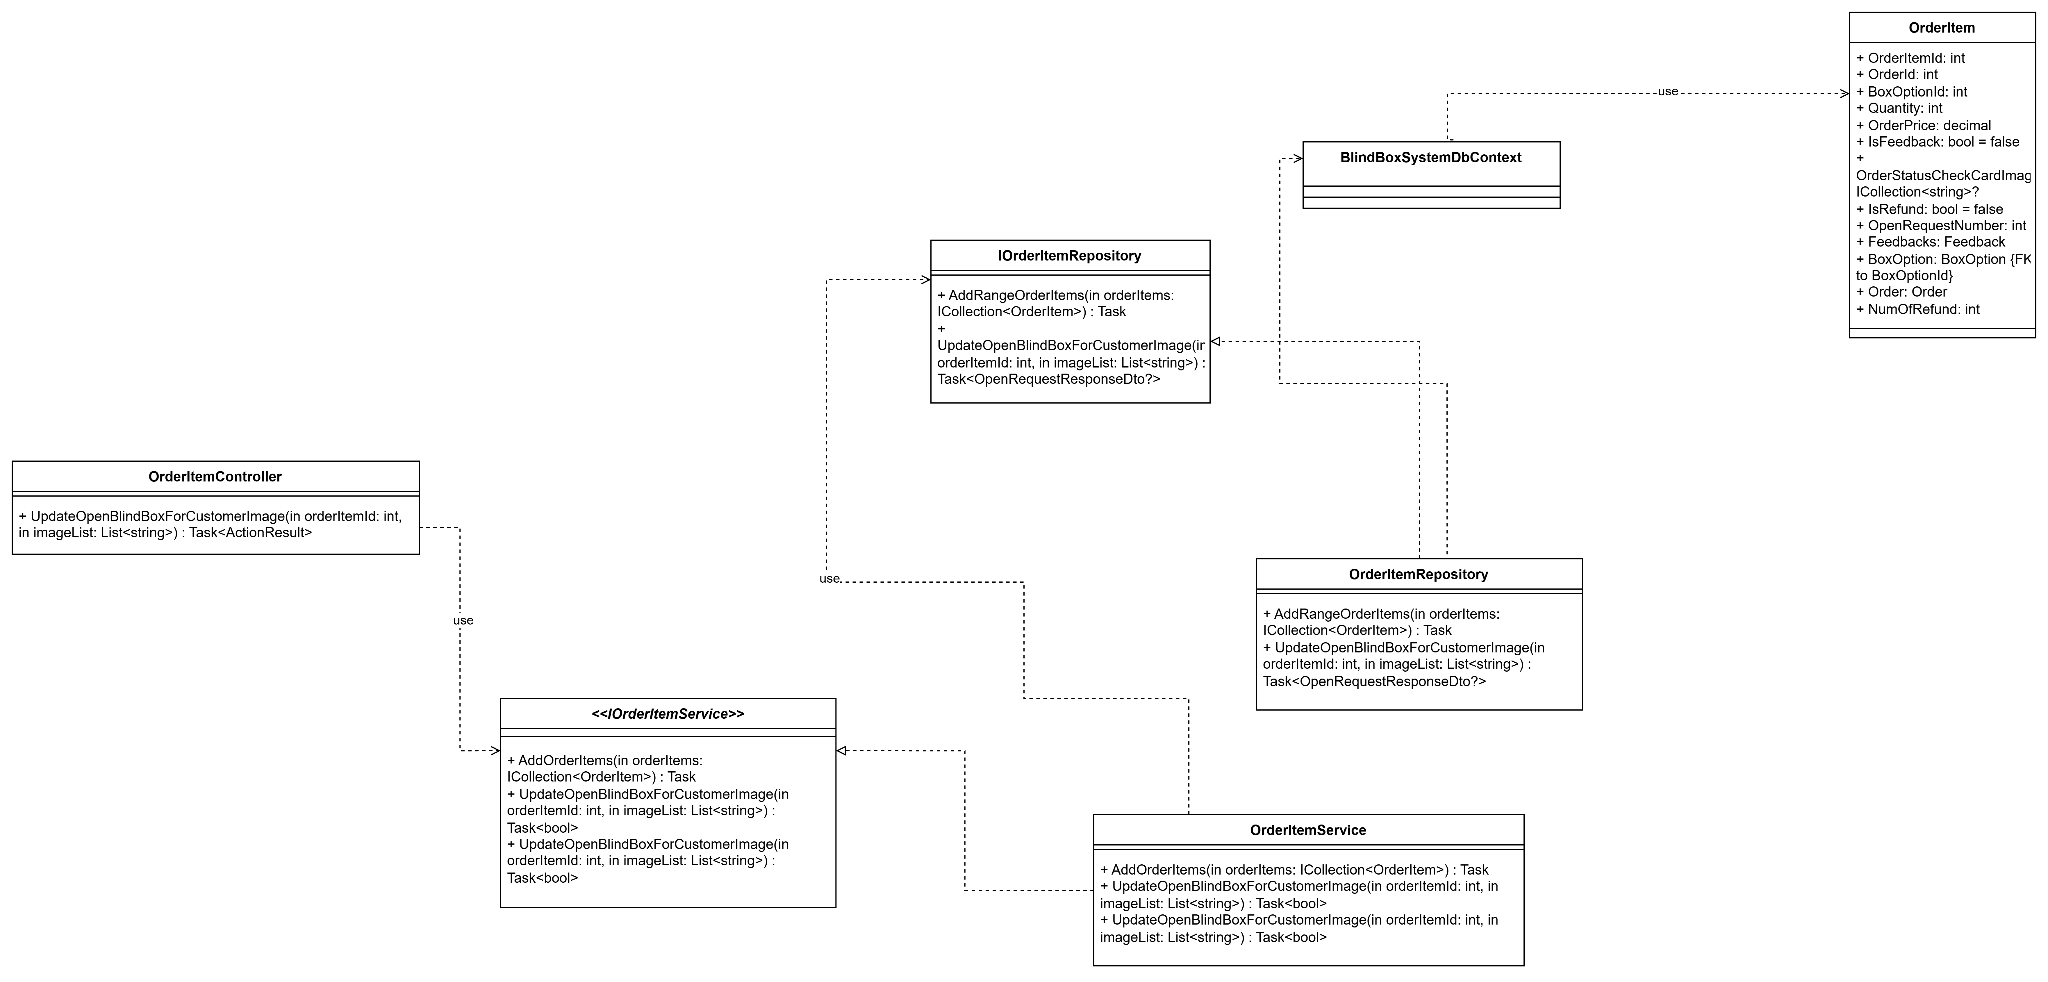 OrderItem
+ OrderItemId: int
+ OrderId: int
+ BoxOptionId: int
+ Quantity: int
+ OrderPrice: decimal
+ IsFeedback: bool = false
+
OrderStatusCheckCardImag
ICollection<string>?
+ IsRefund: bool = false
+ OpenRequestNumber: int
+ Feedbacks: Feedback
+ BoxOption: BoxOption {FK
to BoxOptionId}
+ Order: Order
+ NumOfRefund: int
use
BlindBoxSystemDbContext
IOrderItemRepository
+ AddRangeOrderItems(in orderItems:
ICollection<OrderItem>) : Task
+
UpdateOpenBlindBoxForCustomerImage(in
orderItemId: int, in imageList: List<string>) :
Task<OpenRequestResponseDto?>
OrderItemController
+ UpdateOpenBlindBoxForCustomerImage(in orderItemId: int,
in imageList: List<string>) : Task<ActionResult>
use
use
OrderItemRepository
+ AddRangeOrderItems(in orderItems:
ICollection<OrderItem>) : Task
+ UpdateOpenBlindBoxForCustomerImage(in
orderItemId: int, in imageList: List<string>) :
Task<OpenRequestResponseDto?>
<<IOrderItemService>>
+ AddOrderItems(in orderItems:
ICollection<OrderItem>) : Task
+ UpdateOpenBlindBoxForCustomerImage(in
orderItemId: int, in imageList: List<string>) :
Task<bool>
+ UpdateOpenBlindBoxForCustomerImage(in
orderItemId: int, in imageList: List<string>) :
Task<bool>
OrderItemService
+ AddOrderItems(in orderItems: ICollection<OrderItem>) : Task
+ UpdateOpenBlindBoxForCustomerImage(in orderItemId: int, in
imageList: List<string>) : Task<bool>
+ UpdateOpenBlindBoxForCustomerImage(in orderItemId: int, in
imageList: List<string>) : Task<bool>